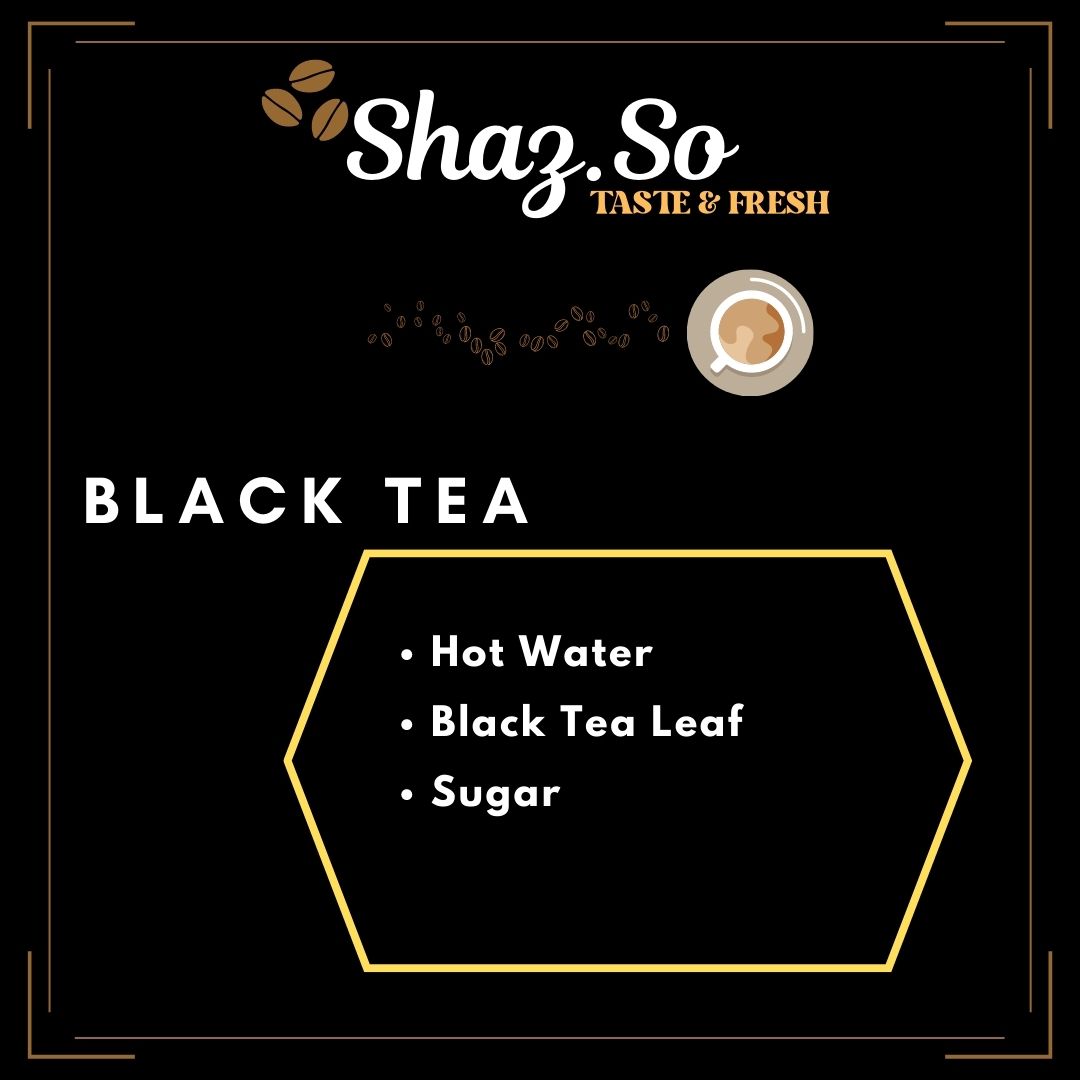 Shaz.So
TASTE & FRESH
BLACK TEA
• Hot Water
• Black Tea Leaf
• Sugar